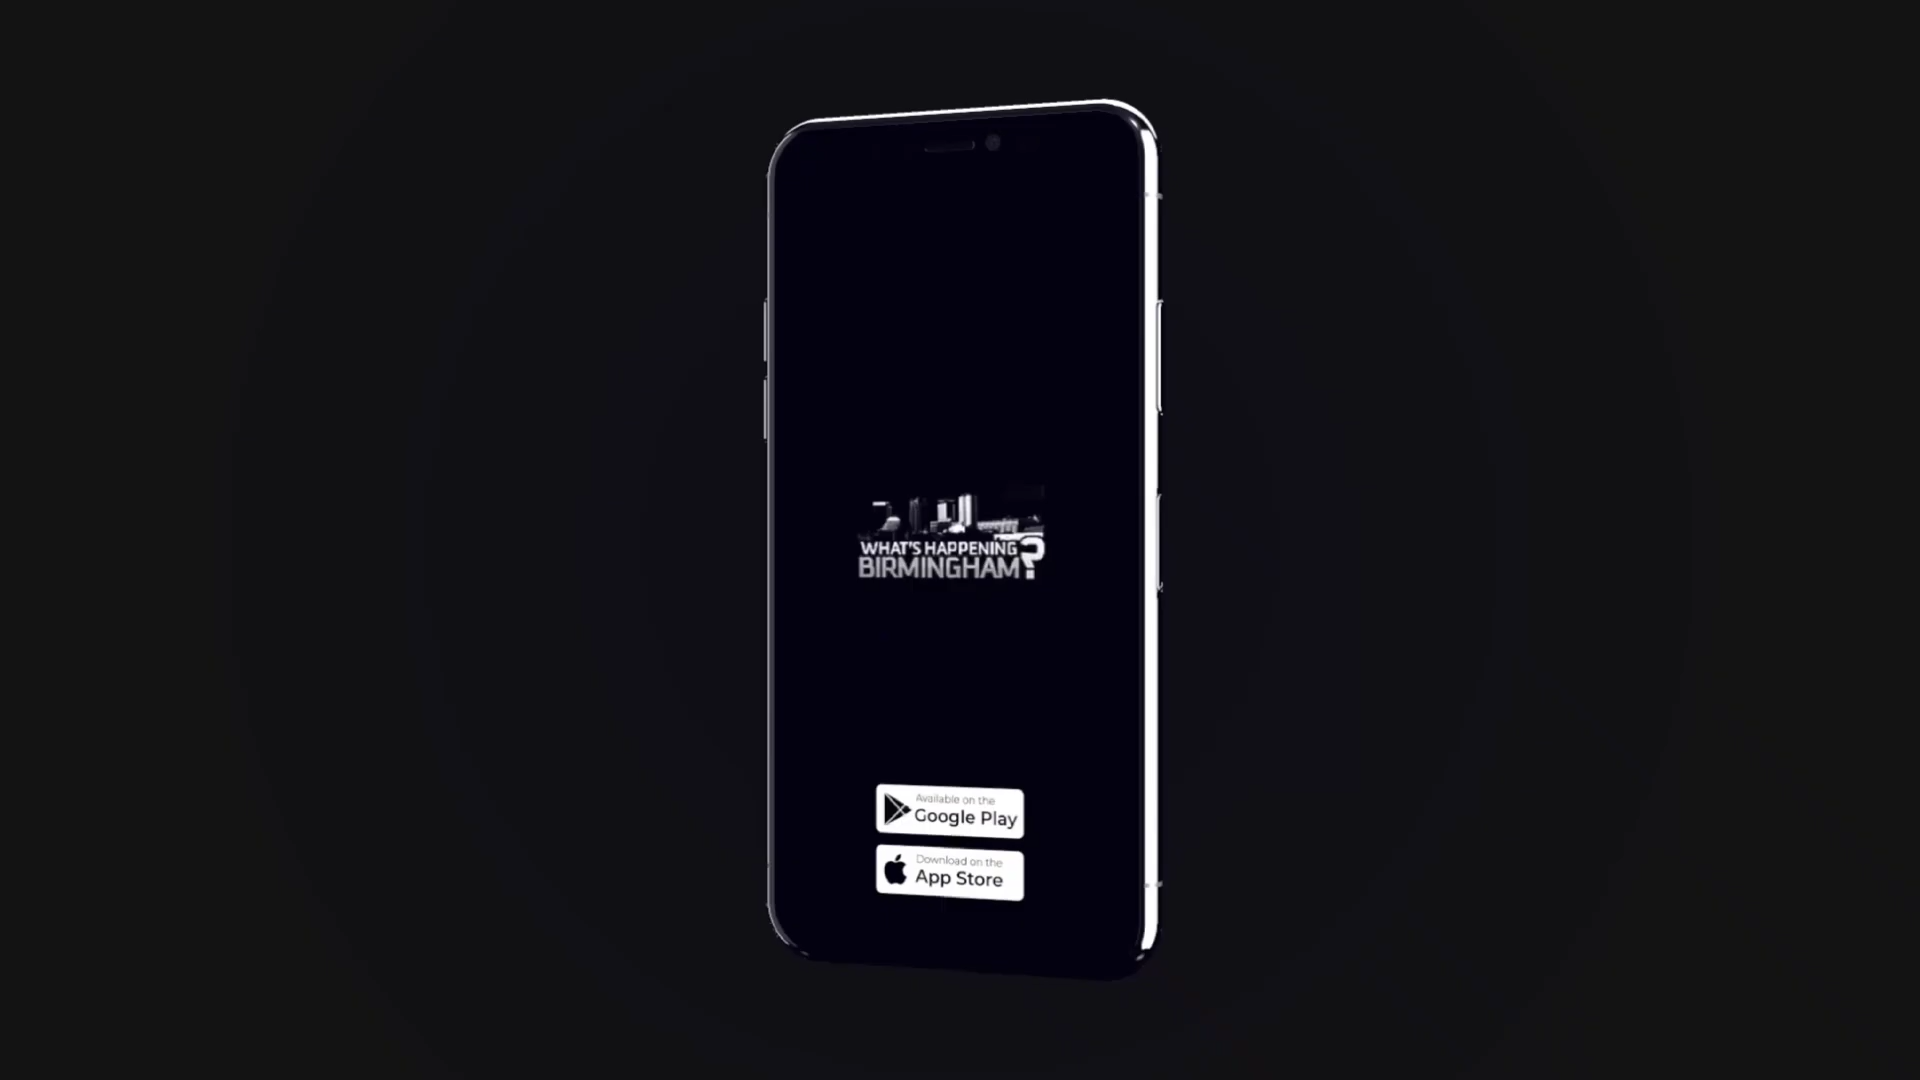 WHAT'S HAPPENING
BIRMINGHAM?
Available on the
Google Play
Download on the
App Store